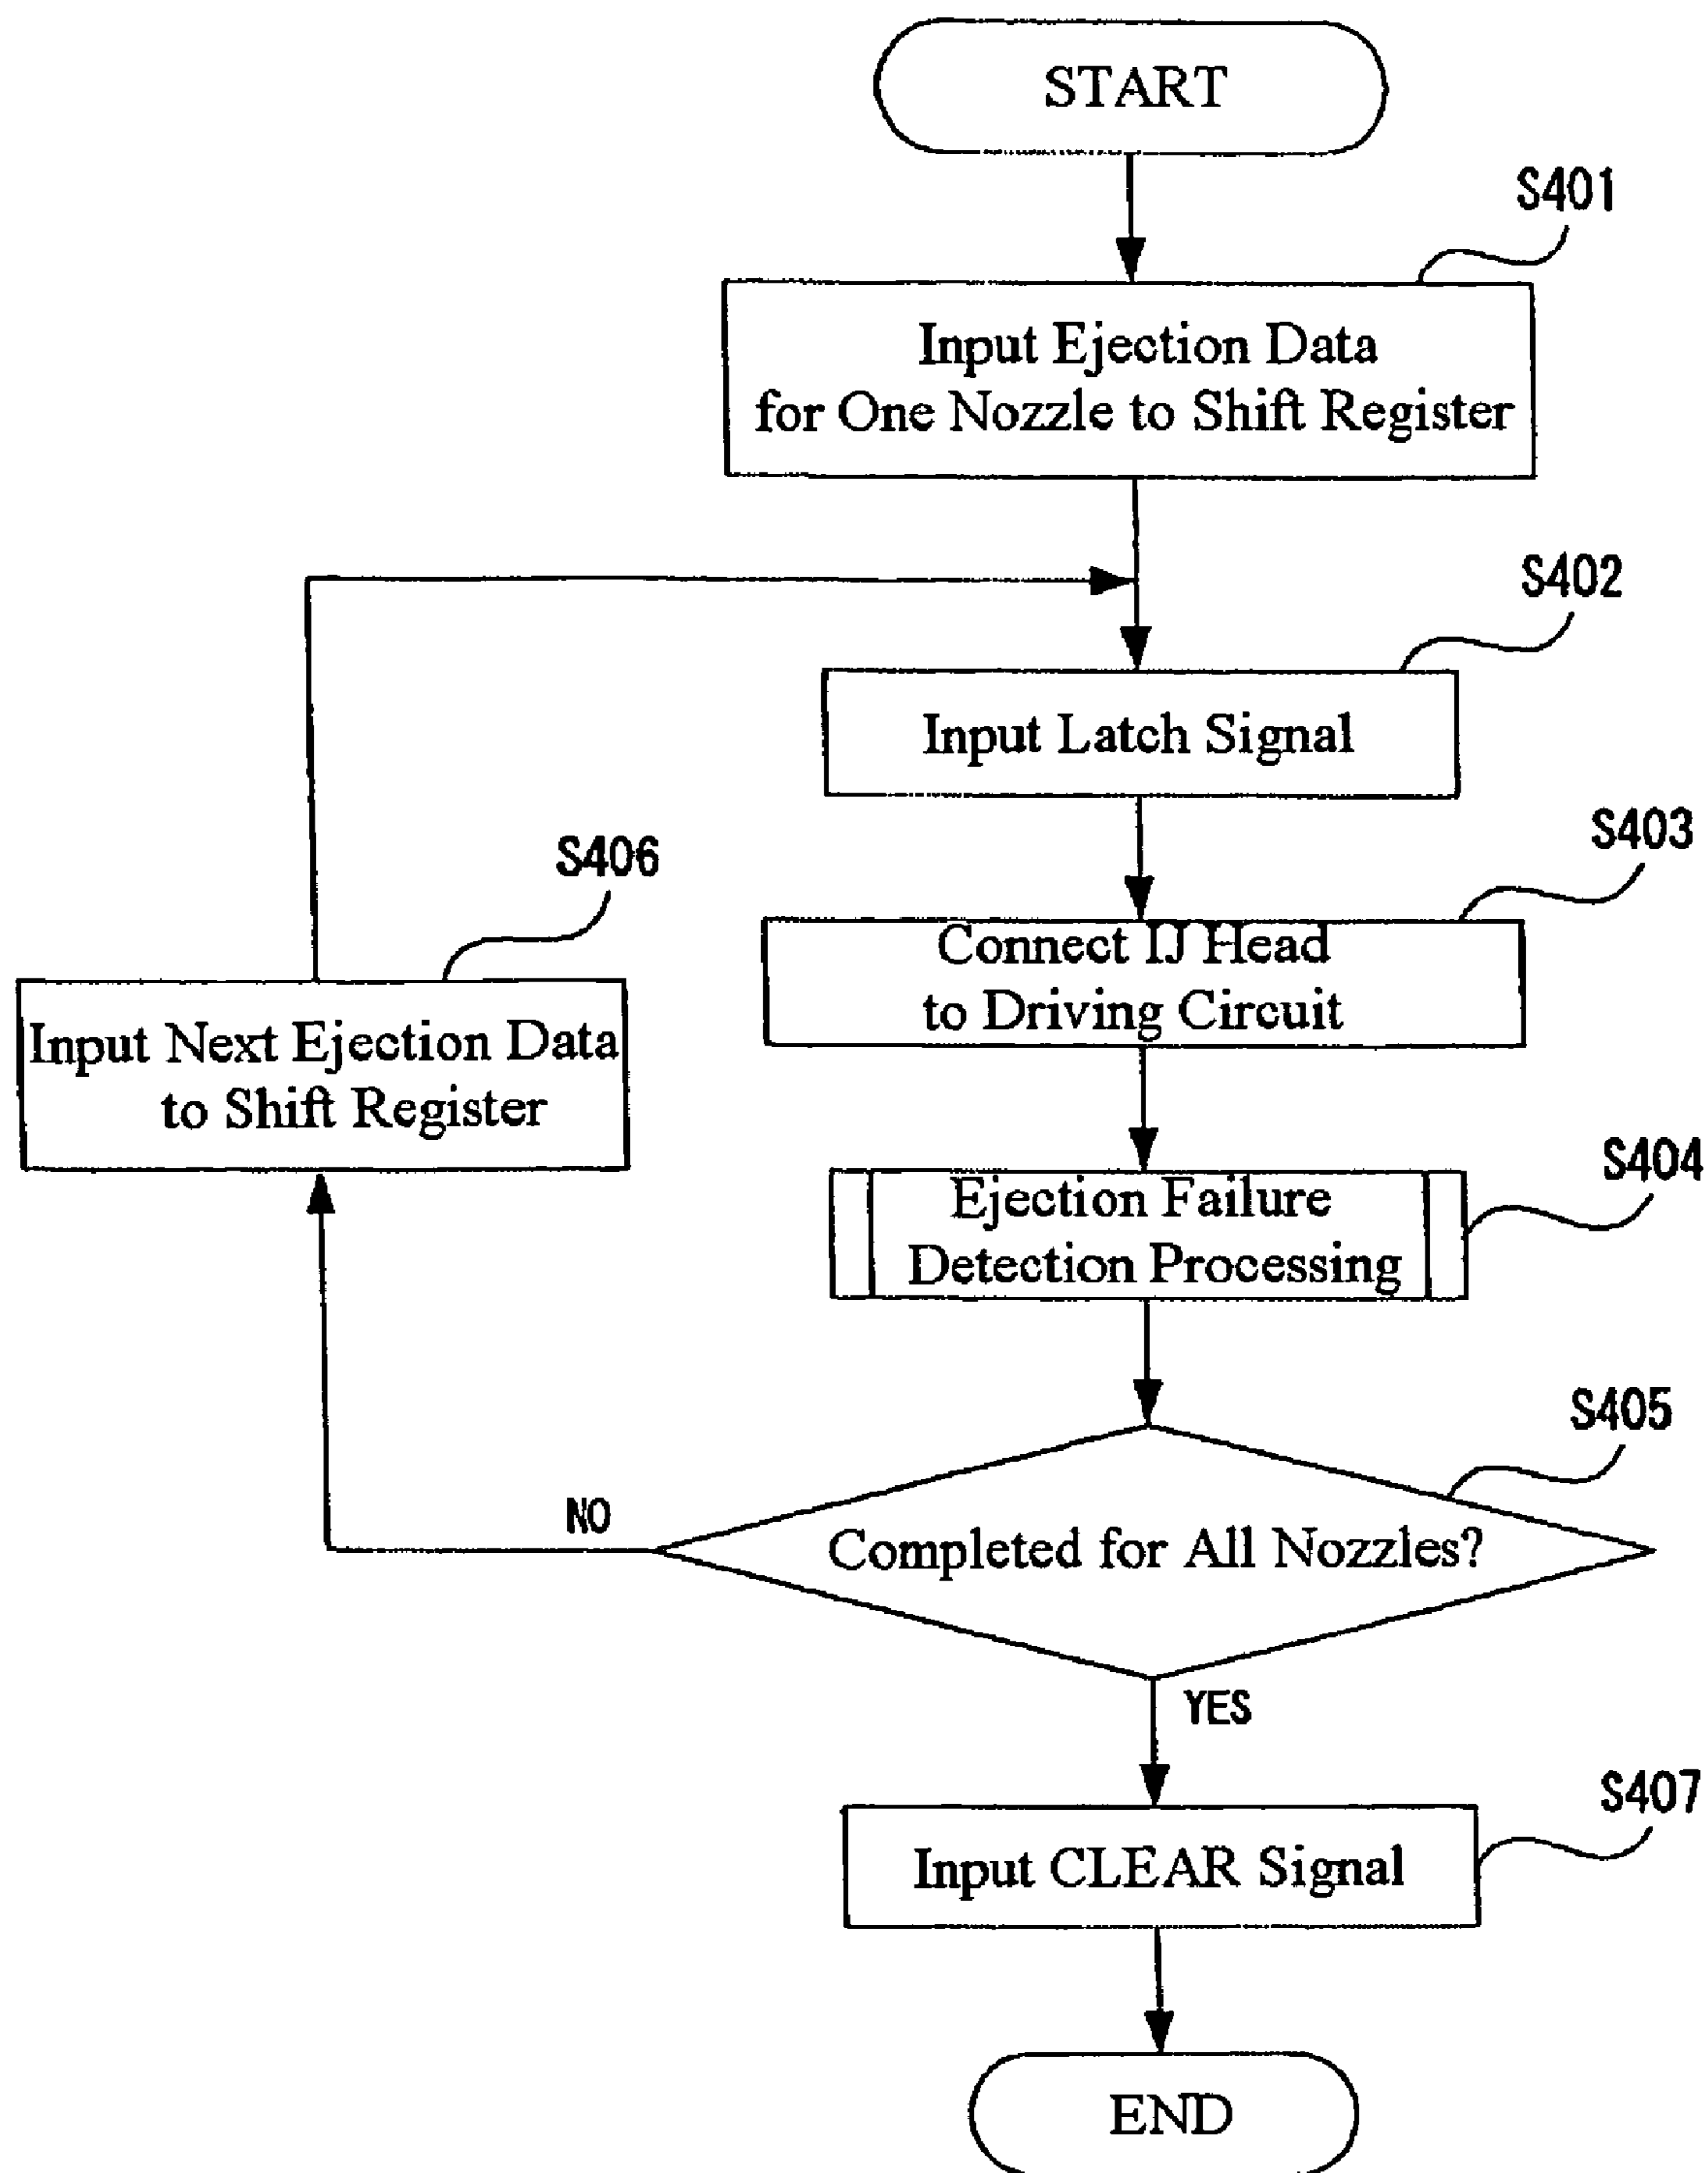 START
S401
Input Ejection Data
for One Nozzle to Shift Register
S402
Input Latch Signal
S403
Connect IJ Head
to Driving Circuit
S406
Input Next Ejection Data
to Shift Register
S404
Ejection Failure
Detection Processing
S405
NO
Completed for All Nozzles?
YES
S407
Input CLEAR Signal
END